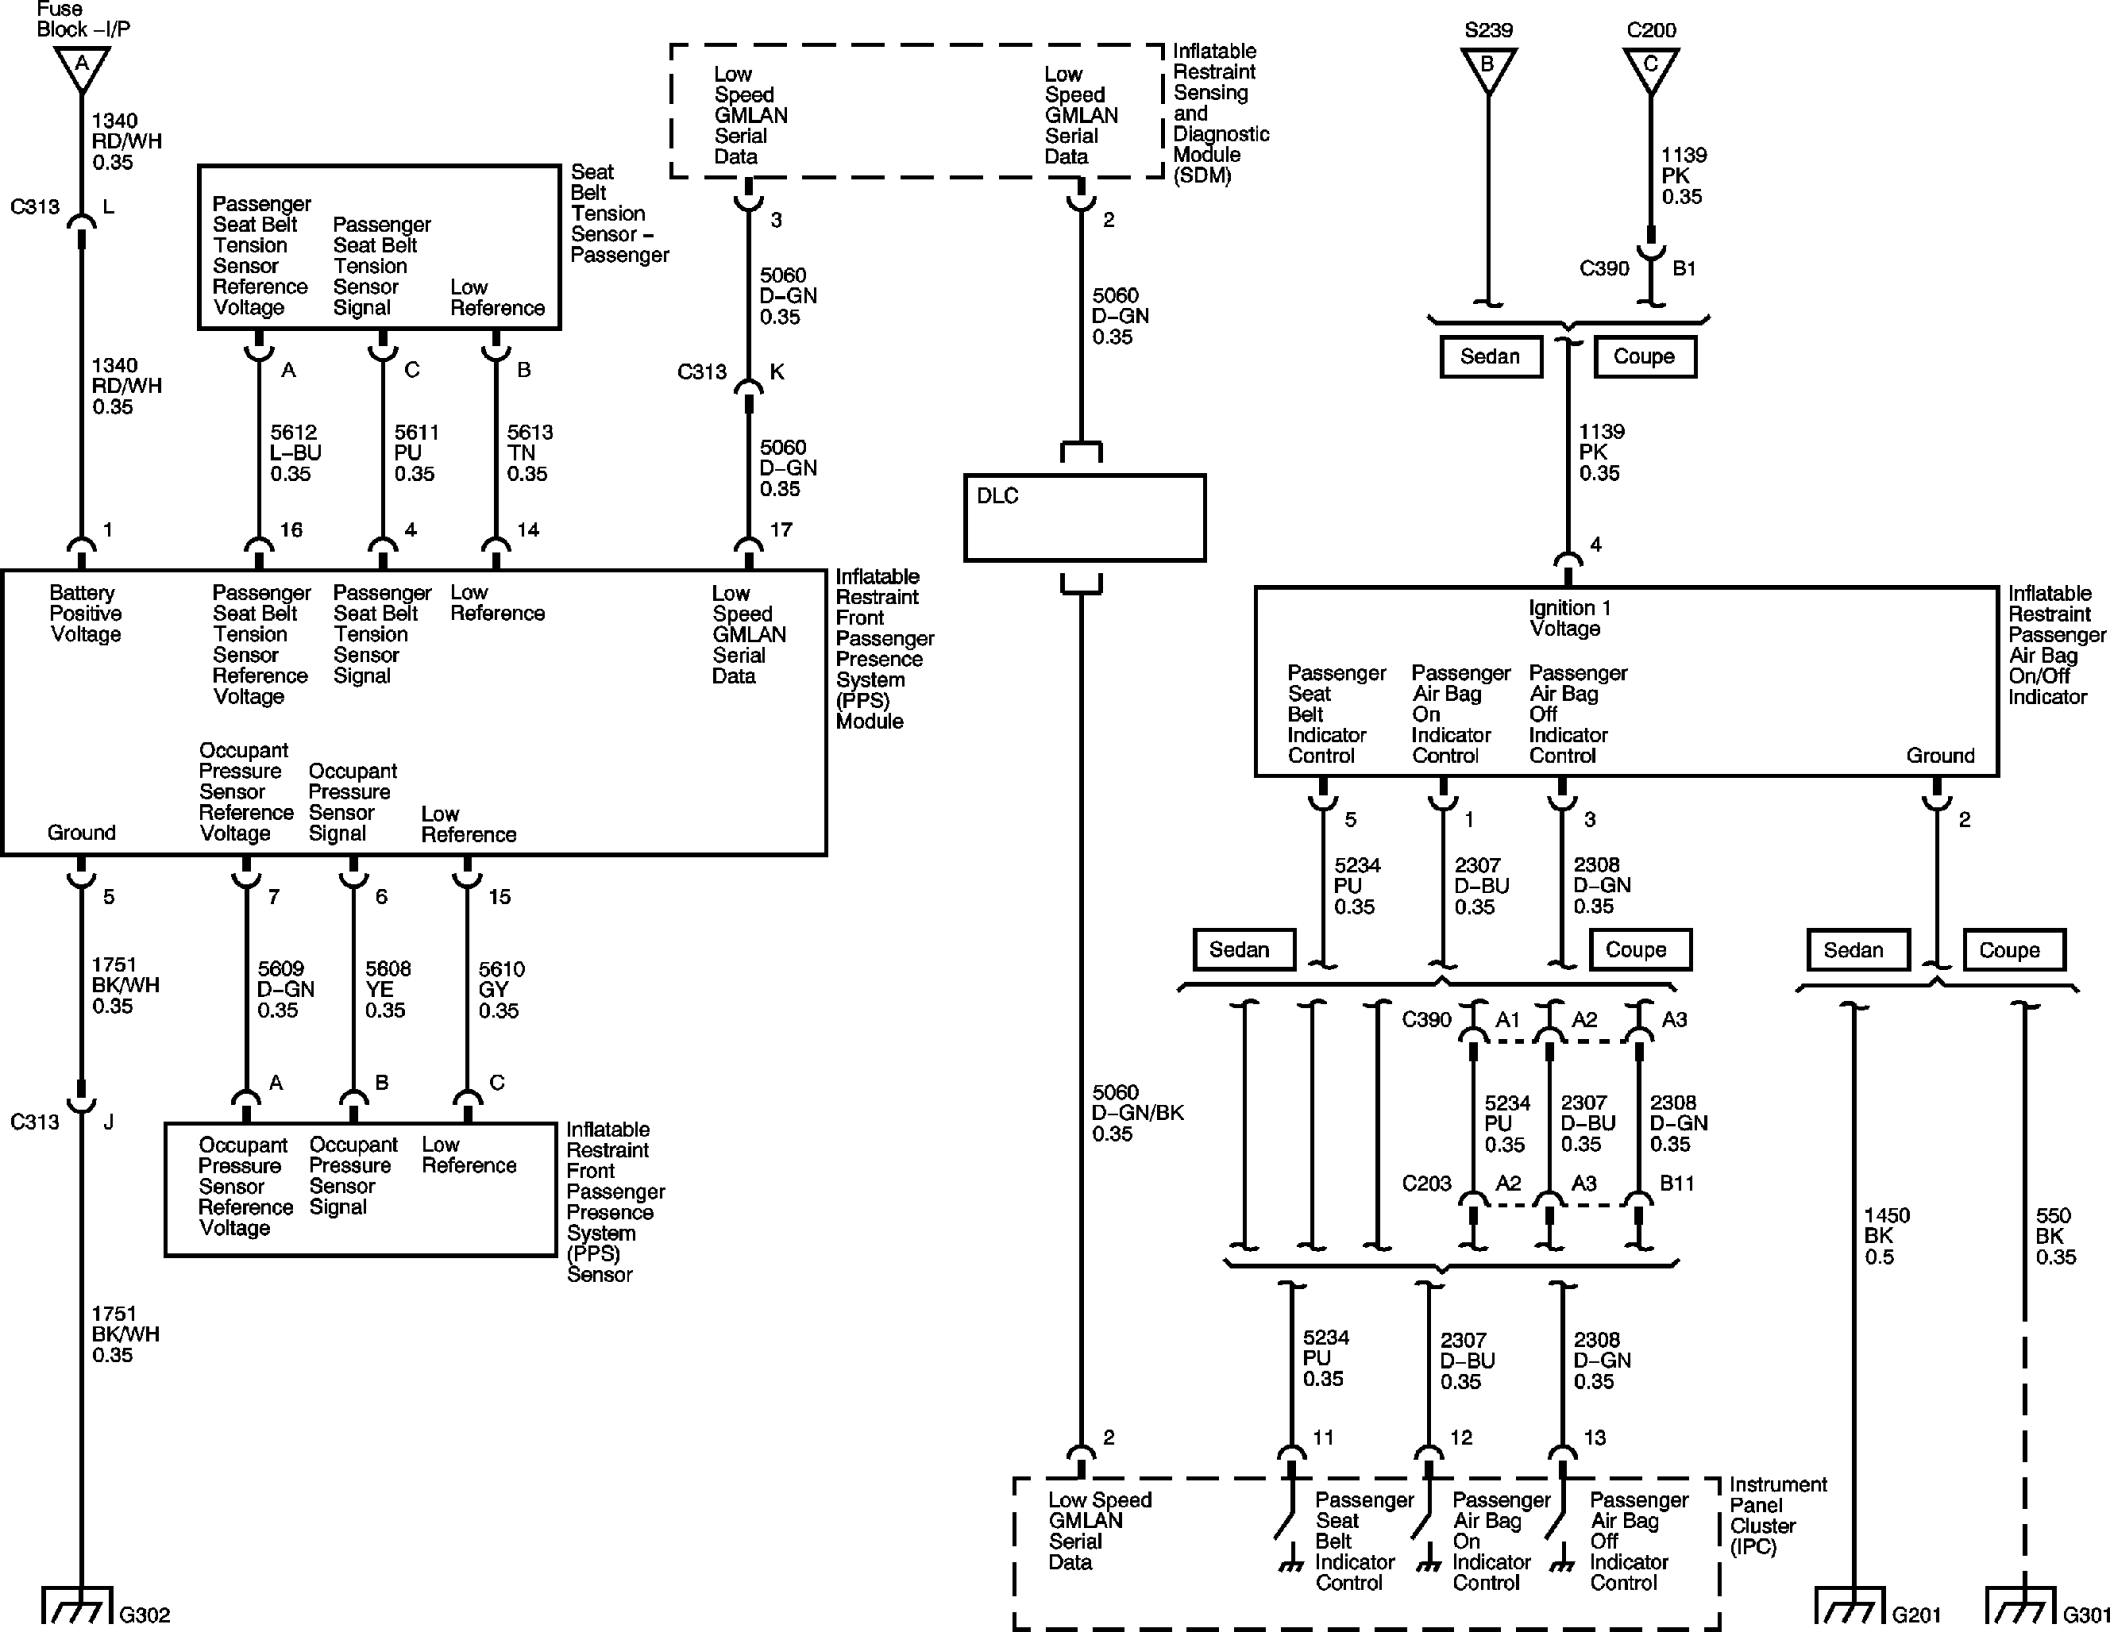 Fuse
Block –I/P
A
1340
RD/WH
0.35
C313
L
1340
RD/WH
0.35
1
Passenger
Seat Belt
Tension
Sensor
Reference
Voltage
Passenger
Seat Belt
Tension
Sensor
Signal
Low
Reference
Seat
Belt
Tension
Sensor –
Passenger
A
C
B
5612
L–BU
0.35
5611
PU
0.35
5613
TN
0.35
16
4
14
Low
Speed
GMLAN
Serial
Data
Low
Speed
GMLAN
Serial
Data
Inflatable
Restraint
Sensing
and
Diagnostic
Module
(SDM)
3
2
5060
D–GN
0.35
5060
D–GN
0.35
C313
K
5060
D–GN
0.35
17
DLC
S239
B
C200
C
1139
PK
0.35
C390
B1
Sedan
Coupe
1139
PK
0.35
4
Battery
Positive
Voltage
Passenger
Seat Belt
Tension
Sensor
Reference
Voltage
Passenger
Seat Belt
Tension
Sensor
Signal
Low
Reference
Low
Speed
GMLAN
Serial
Data
Inflatable
Restraint
Front
Passenger
Presence
System
(PPS)
Module
Ground
Occupant
Pressure
Sensor
Reference
Voltage
Occupant
Pressure
Sensor
Signal
Low
Reference
5
7
6
15
1751
BK/WH
0.35
5609
D–GN
0.35
5608
YE
0.35
5610
GY
0.35
A
B
C
C313
J
Occupant
Pressure
Sensor
Reference
Voltage
Occupant
Pressure
Sensor
Signal
Low
Reference
Inflatable
Restraint
Front
Passenger
Presence
System
(PPS)
Sensor
1751
BK/WH
0.35
G302
Ignition 1
Voltage
Passenger
Seat
Belt
Indicator
Control
Passenger
Air Bag
On
Indicator
Control
Passenger
Air Bag
Off
Indicator
Control
Ground
Inflatable
Restraint
Passenger
Air Bag
On/Off
Indicator
5
1
3
2
5234
PU
0.35
2307
D–BU
0.35
2308
D–GN
0.35
Sedan
Coupe
Sedan
Coupe
C390
A1
A2
A3
5234
PU
0.35
2307
D–BU
0.35
2308
D–GN
0.35
C203
A2
A3
B11
5060
D–GN/BK
0.35
1450
BK
0.5
550
BK
0.35
5234
PU
0.35
2307
D–BU
0.35
2308
D–GN
0.35
2
11
12
13
Low Speed
GMLAN
Serial
Data
Passenger
Seat
Belt
Indicator
Control
Passenger
Air Bag
On
Indicator
Control
Passenger
Air Bag
Off
Indicator
Control
Instrument
Panel
Cluster
(IPC)
G201
G301